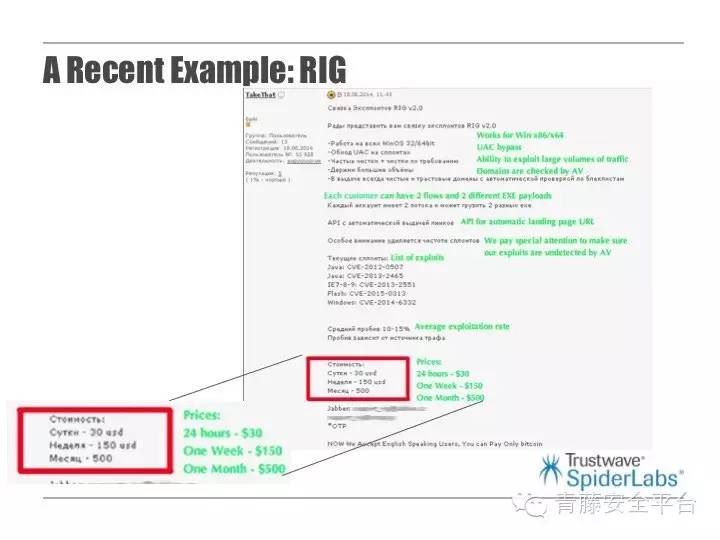 A Recent Example: RIG
TakeThat
18.06.2014, 11:43
Связка Эксплоитов RIG v2.0
Рады представить вам связку эксплоитов RIG v2.0
Группа: Пользователь
Сообщений: 13
Регистрация: 18.06.2014
Пользователь №: 55 928
Деятельность:
Репутация:
-Работа на всех WinOS 32/64bit
Works for Win x86/x64
-Обход UAC на сплоитах
UAC bypass
-Частые чистки + чистки по требованию
Ability to exploit large volumes of traffic
-Держим большие объёмы
Domains are checked by AV
-В выдаче всегда чистые и трастовые домены с автоматической проверкой по блеклистам
Each customer can have 2 flows and 2 different EXE payloads
Каждый аккаунт имеет 2 потока и может грузить 2 разных exe
API с автоматической выдачей линков
API for automatic landing page URL
Особое внимание уделяется чистоте сплоитов
We pay special attention to make sure
our exploits are undetected by AV
Текущие сплоиты:
List of exploits
Java: CVE-2012-0507
Java: CVE-2013-2465
IE7-8-9: CVE-2013-2551
Flash: CVE-2015-0313
Windows: CVE-2014-6332
Средний пробив 10-15%
Average exploitation rate
Пробив зависит от источника трафа
Стоимость:
Сутки - 30 usd
Неделя - 150 usd
Месяц - 500
Prices:
24 hours - $30
One Week - $150
One Month - $500
Jabber:
*OTP
NOW We Accept English Speaking Users, You can Pay Only bitcoin
Стоимость:
Сутки - 30 usd
Неделя - 150 usd
Месяц - 500
Prices:
24 hours - $30
One Week - $150
One Month - $500
Trustwave®
SpiderLabs®
青藤安全平台